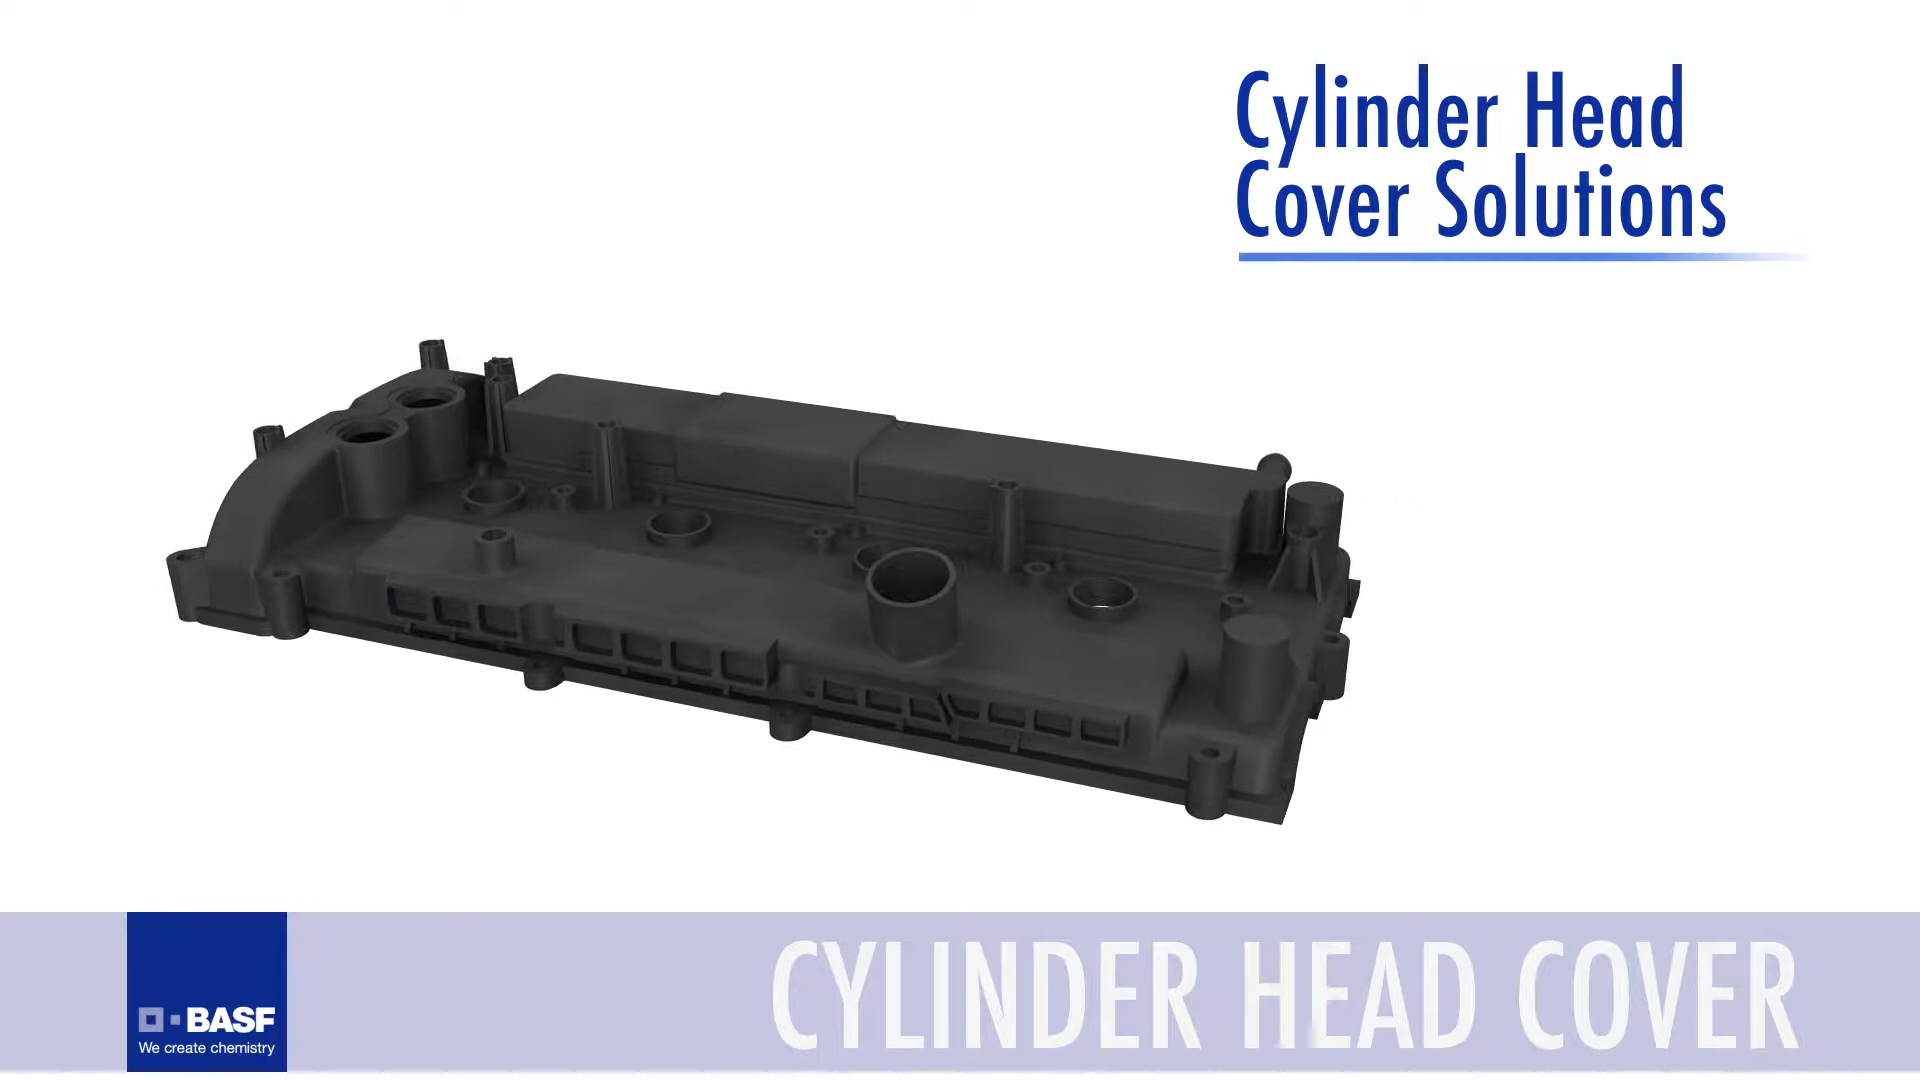 Cylinder Head
Cover Solutions
BASF
We create chemistry
CYLINDER HEAD COVER